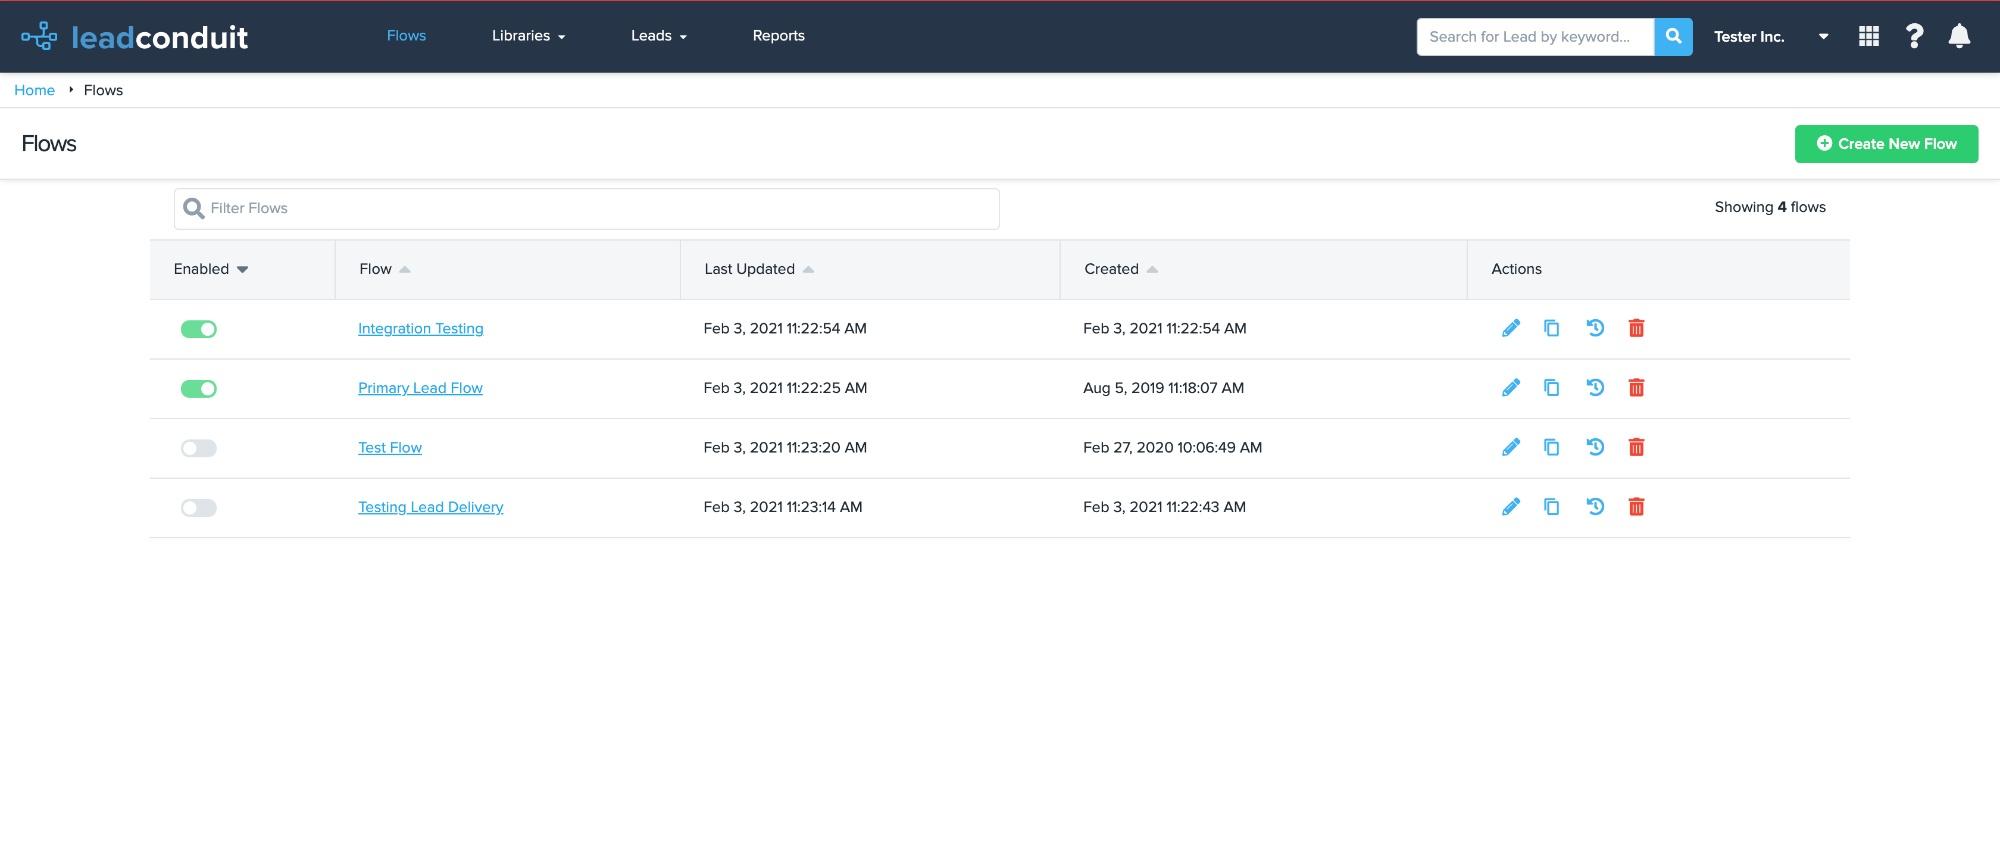 leadconduit Flows Libraries Leads Reports Search for Lead by keyword... Tester Inc.
Home Flows
Flows Create New Flow
Filter Flows Showing 4 flows
Enabled Flow Last Updated Created Actions
Integration Testing Feb 3, 2021 11:22:54 AM Feb 3, 2021 11:22:54 AM
Primary Lead Flow Feb 3, 2021 11:22:25 AM Aug 5, 2019 11:18:07 AM
Test Flow Feb 3, 2021 11:23:20 AM Feb 27, 2020 10:06:49 AM
Testing Lead Delivery Feb 3, 2021 11:23:14 AM Feb 3, 2021 11:22:43 AM